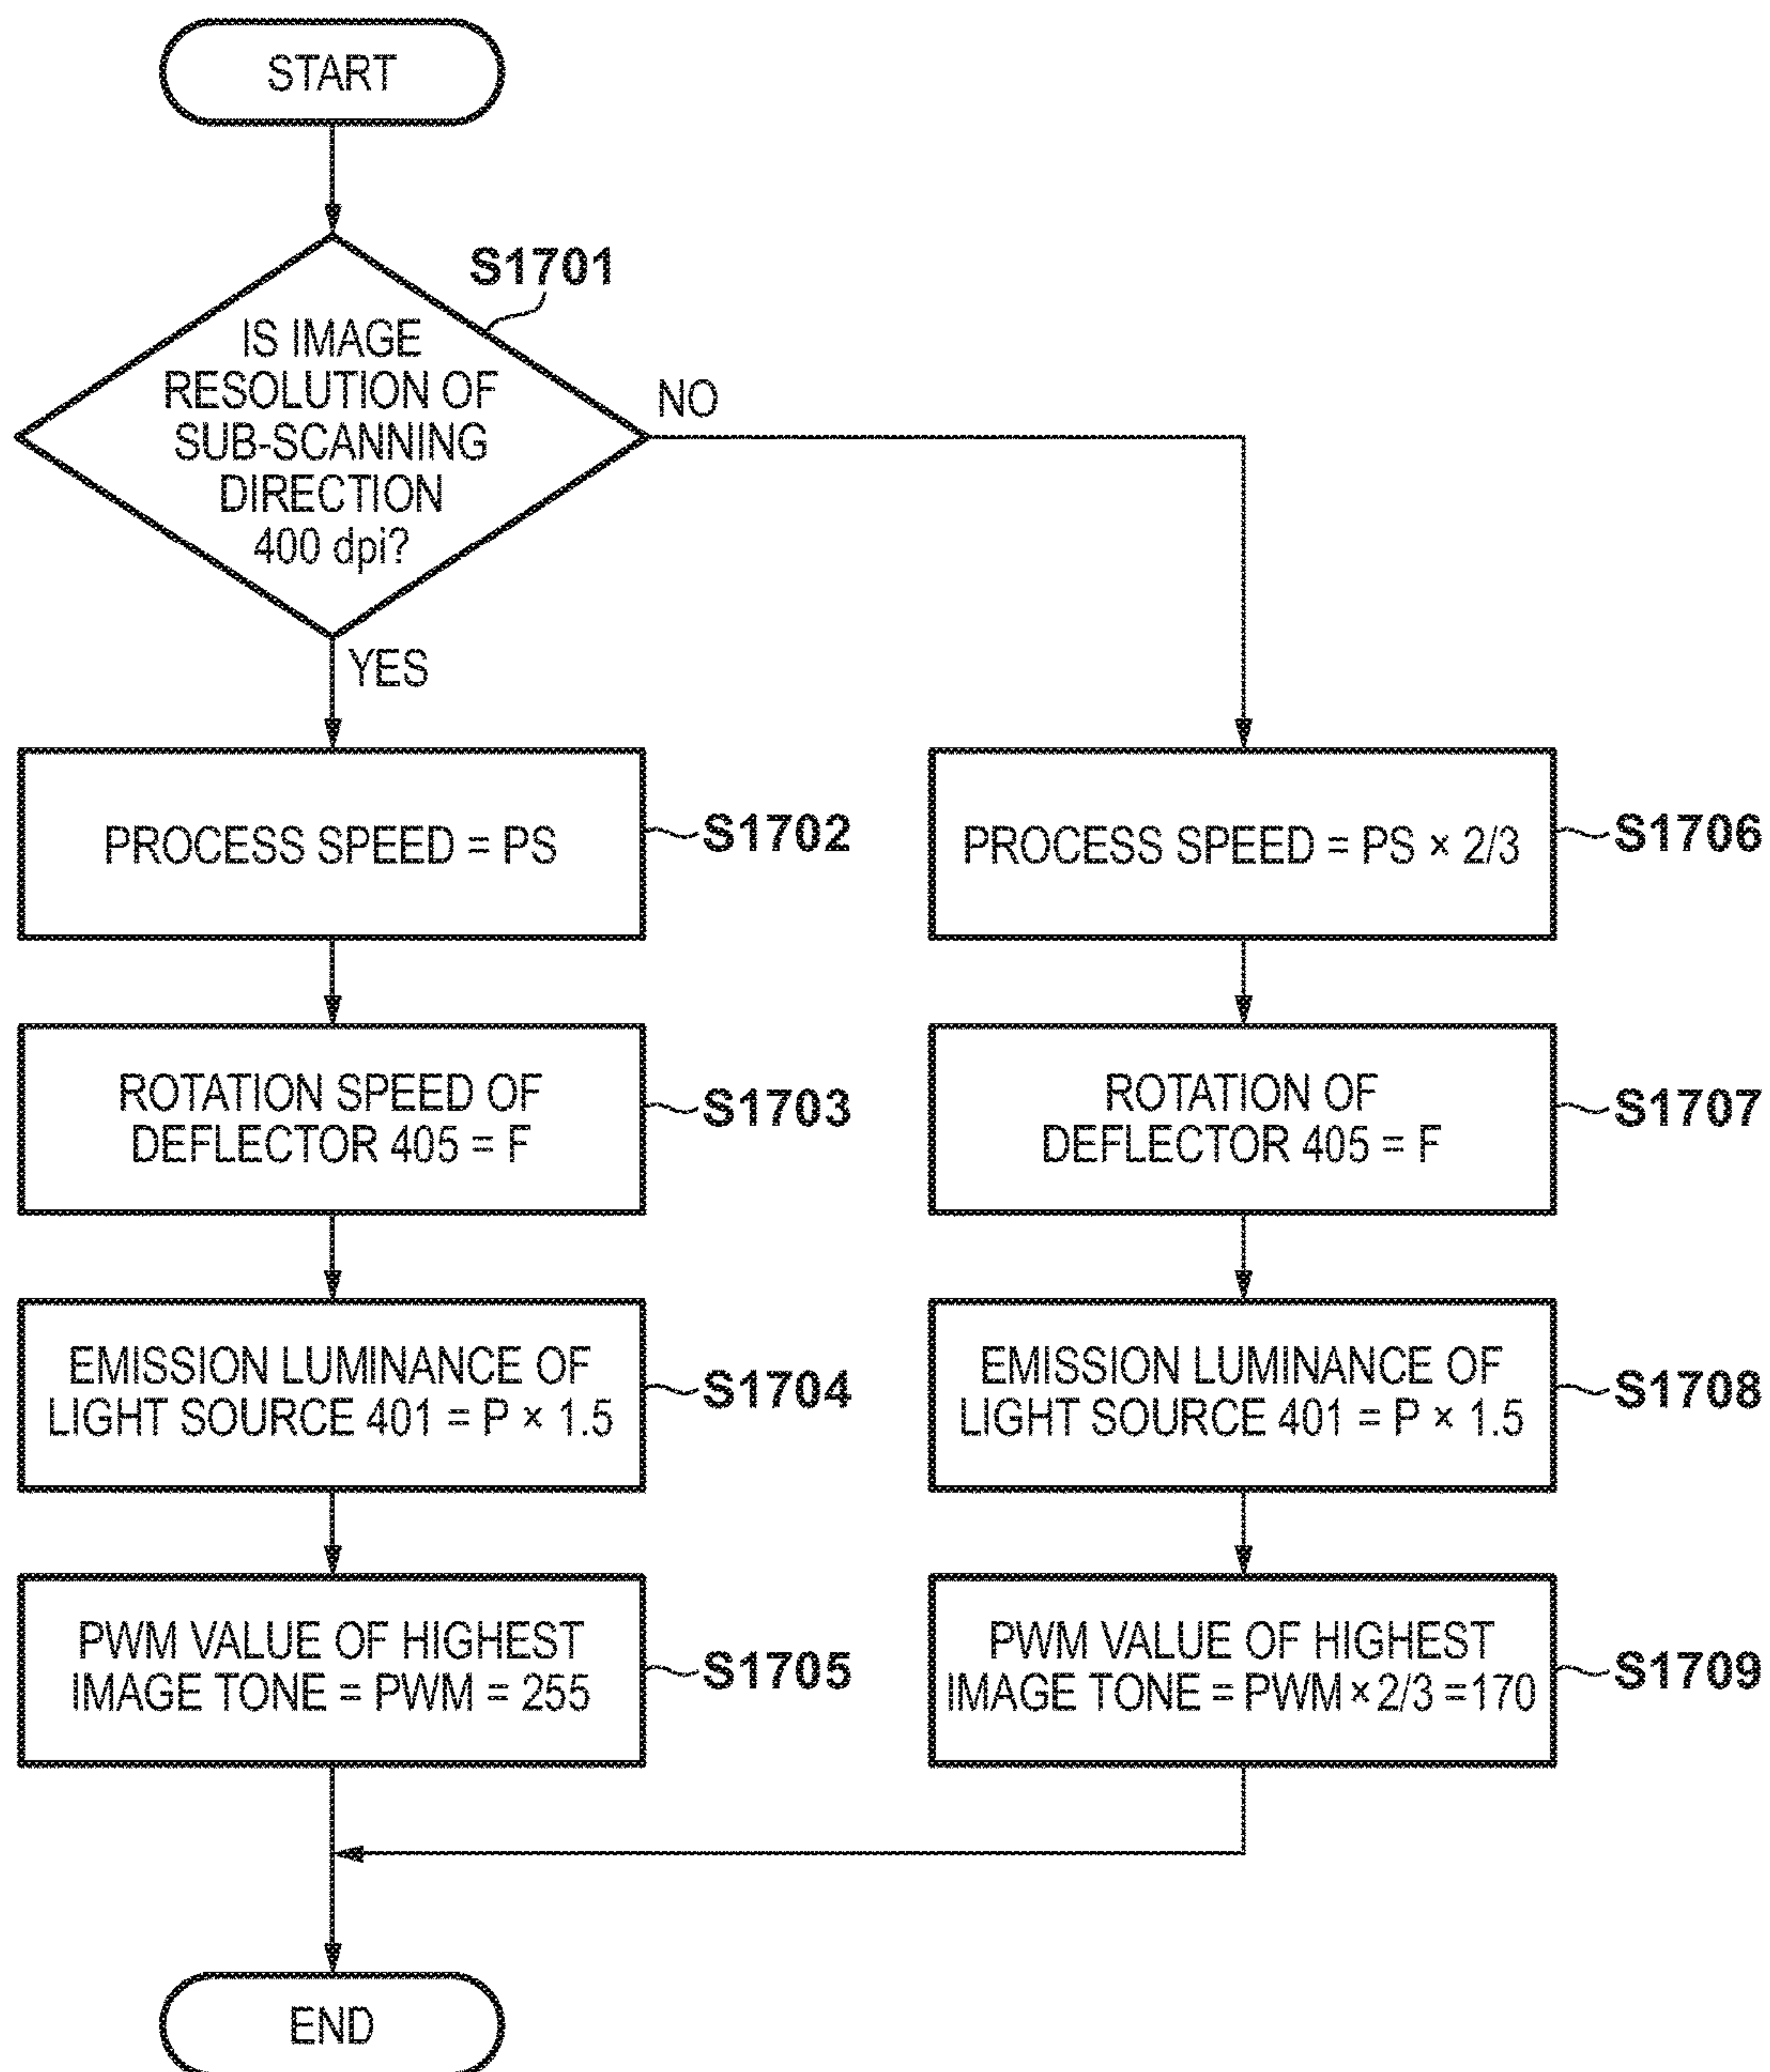 START
S1701
IS IMAGE
RESOLUTION OF
SUB-SCANNING
DIRECTION
400 dpi?
NO
YES
PROCESS SPEED = PS
S1702
ROTATION SPEED OF
DEFLECTOR 405 = F
S1703
EMISSION LUMINANCE OF
LIGHT SOURCE 401 = P × 1.5
S1704
PWM VALUE OF HIGHEST
IMAGE TONE = PWM = 255
S1705
PROCESS SPEED = PS × 2/3
S1706
ROTATION OF
DEFLECTOR 405 = F
S1707
EMISSION LUMINANCE OF
LIGHT SOURCE 401 = P × 1.5
S1708
PWM VALUE OF HIGHEST
IMAGE TONE = PWM × 2/3 =170
S1709
END